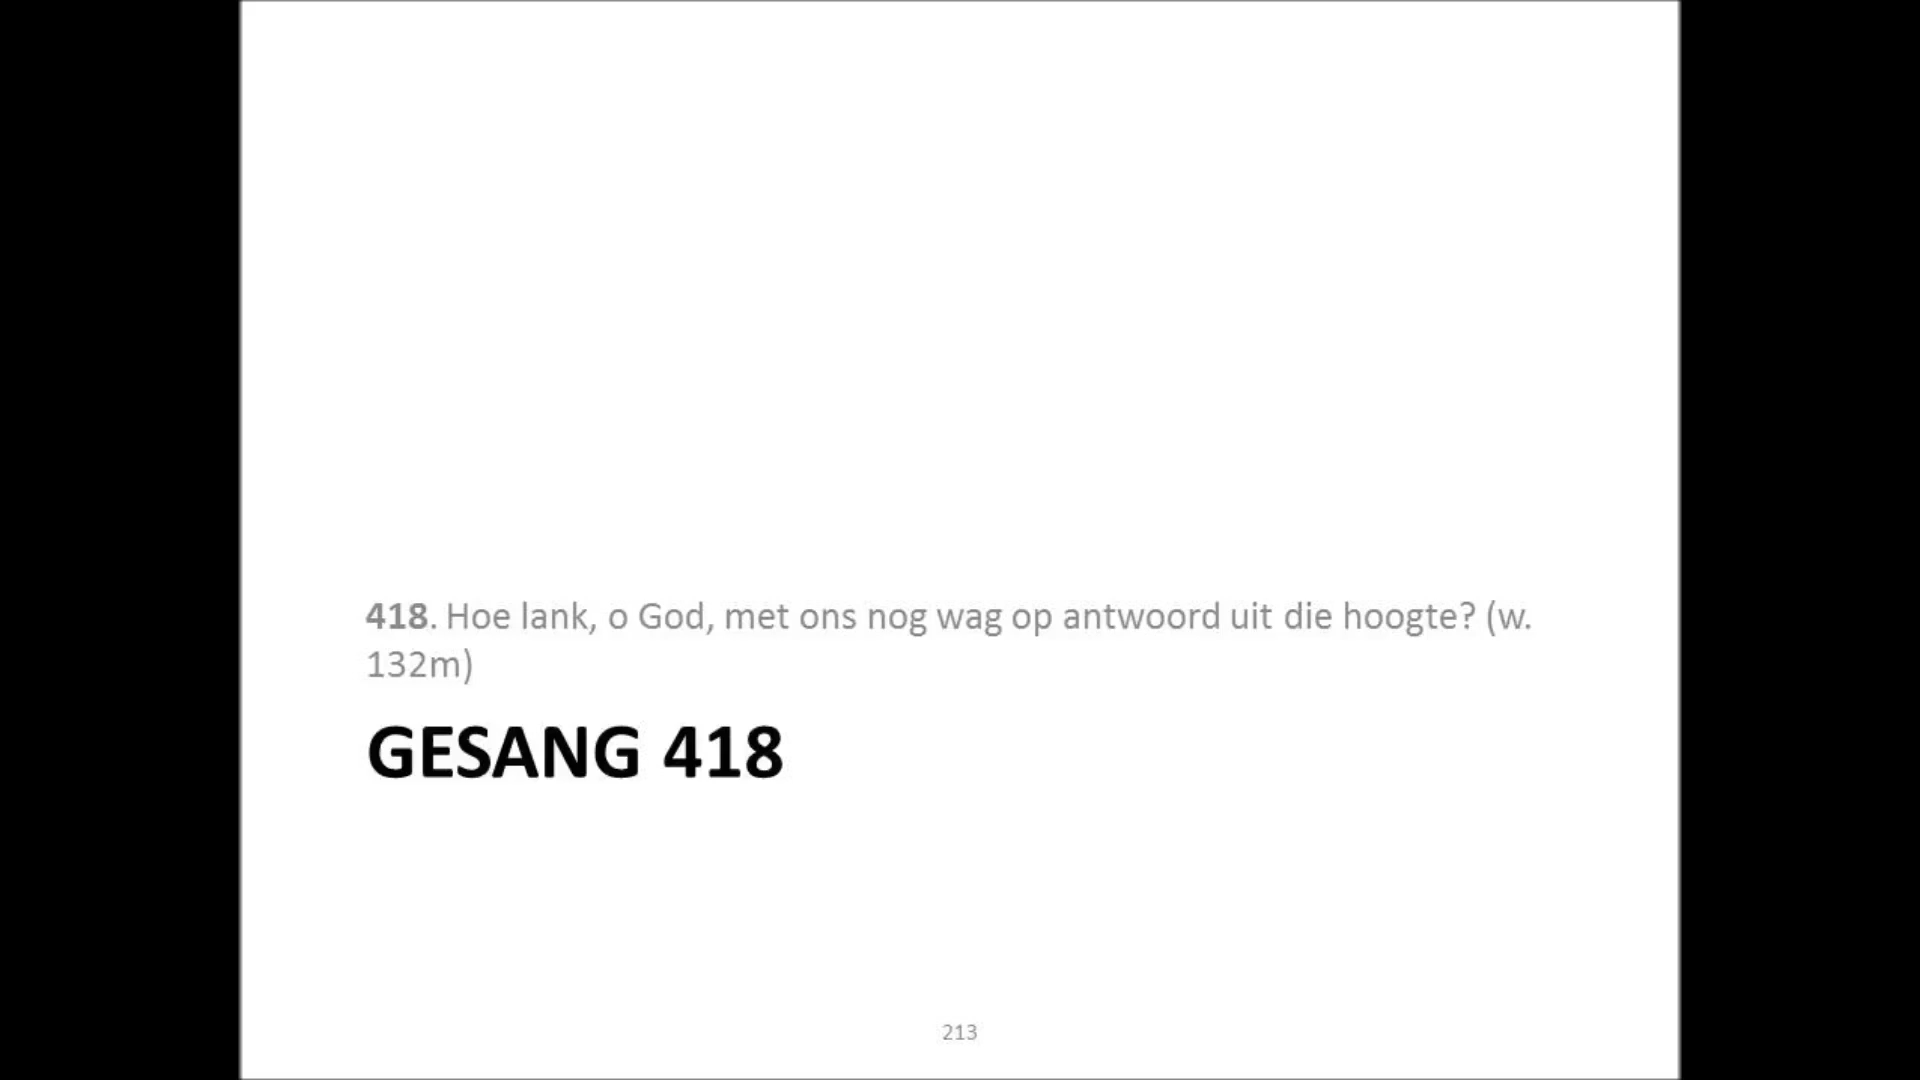 418. Hoe lank, o God, met ons nog wag op antwoord uit die hoogte? (w.
132m)
GESANG 418
213